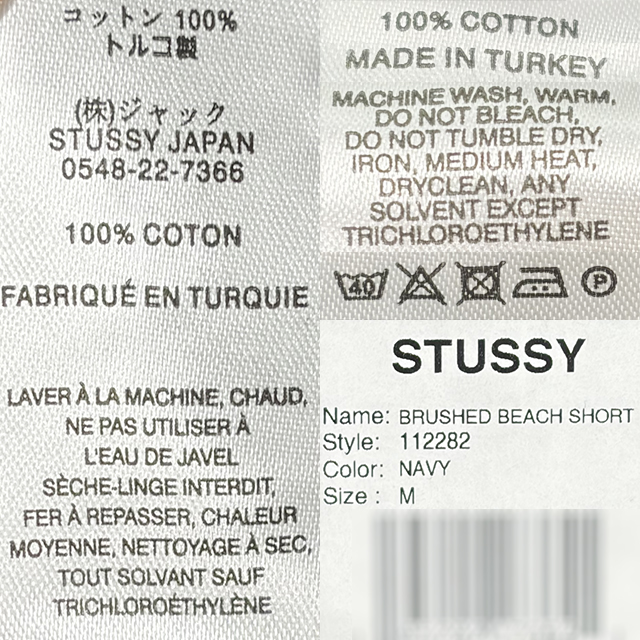 コットン 100%
トルコ製
(株)ジャック
STUSSY JAPAN
0548-22-7366
100% COTON
FABRIQUÉ EN TURQUIE
LAVER À LA MACHINE, CHAUD,
NE PAS UTILISER À
L'EAU DE JAVEL
SÈCHE-LINGE INTERDIT,
FER À REPASSER, CHALEUR
MOYENNE, NETTOYAGE À SEC,
TOUT SOLVANT SAUF
TRICHLOROÉTHYLÈNE
100% COTTON
MADE IN TURKEY
MACHINE WASH, WARM,
DO NOT BLEACH,
DO NOT TUMBLE DRY,
IRON, MEDIUM HEAT,
DRYCLEAN, ANY
SOLVENT EXCEPT
TRICHLOROETHYLENE
40 P
STUSSY
Name: BRUSHED BEACH SHORT
Style: 112282
Color: NAVY
Size : M